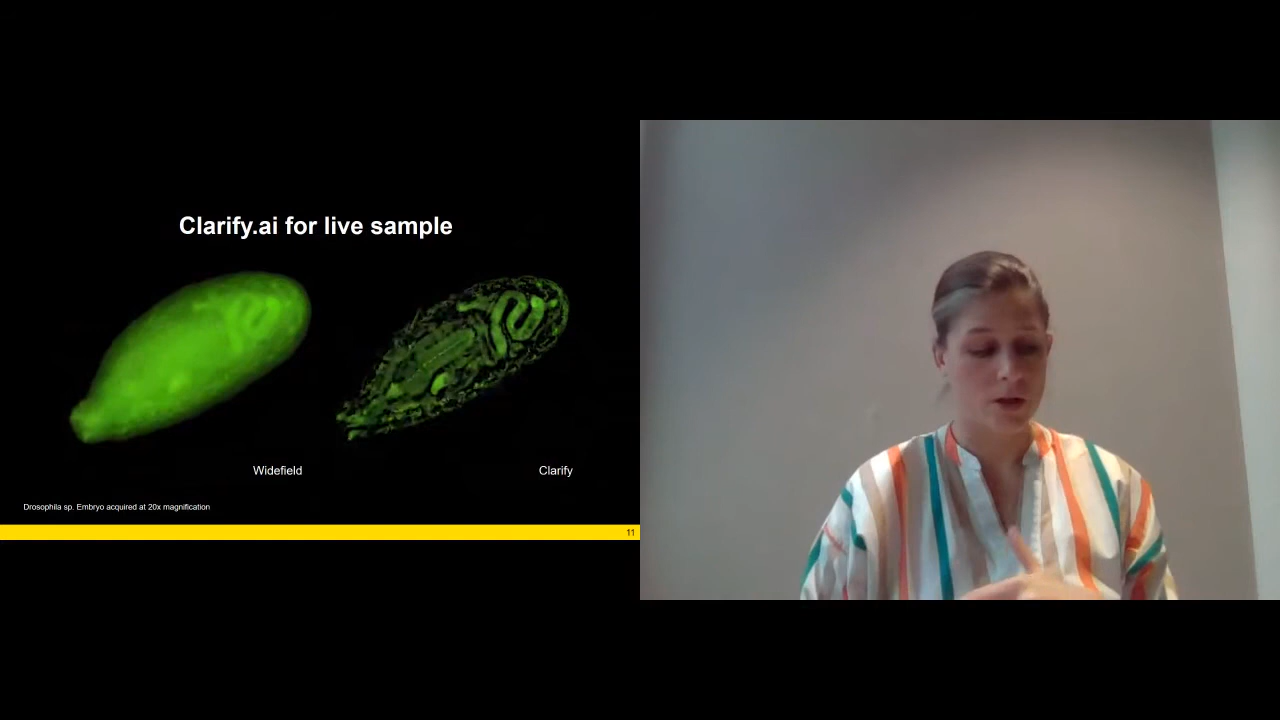 Clarify.ai for live sample
Widefield
Clarify
Drosophila sp. Embryo acquired at 20x magnification
11